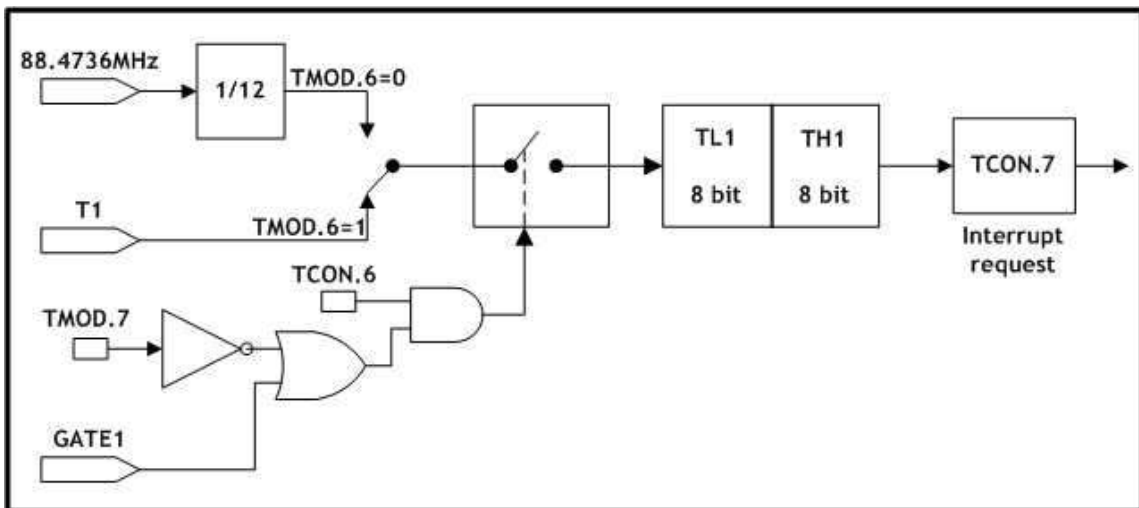 88.4736MHz
1/12
TMOD.6=0
T1
TMOD.6=1
TL1
8 bit
TH1
8 bit
TCON.7
Interrupt
request
TCON.6
TMOD.7
GATE1